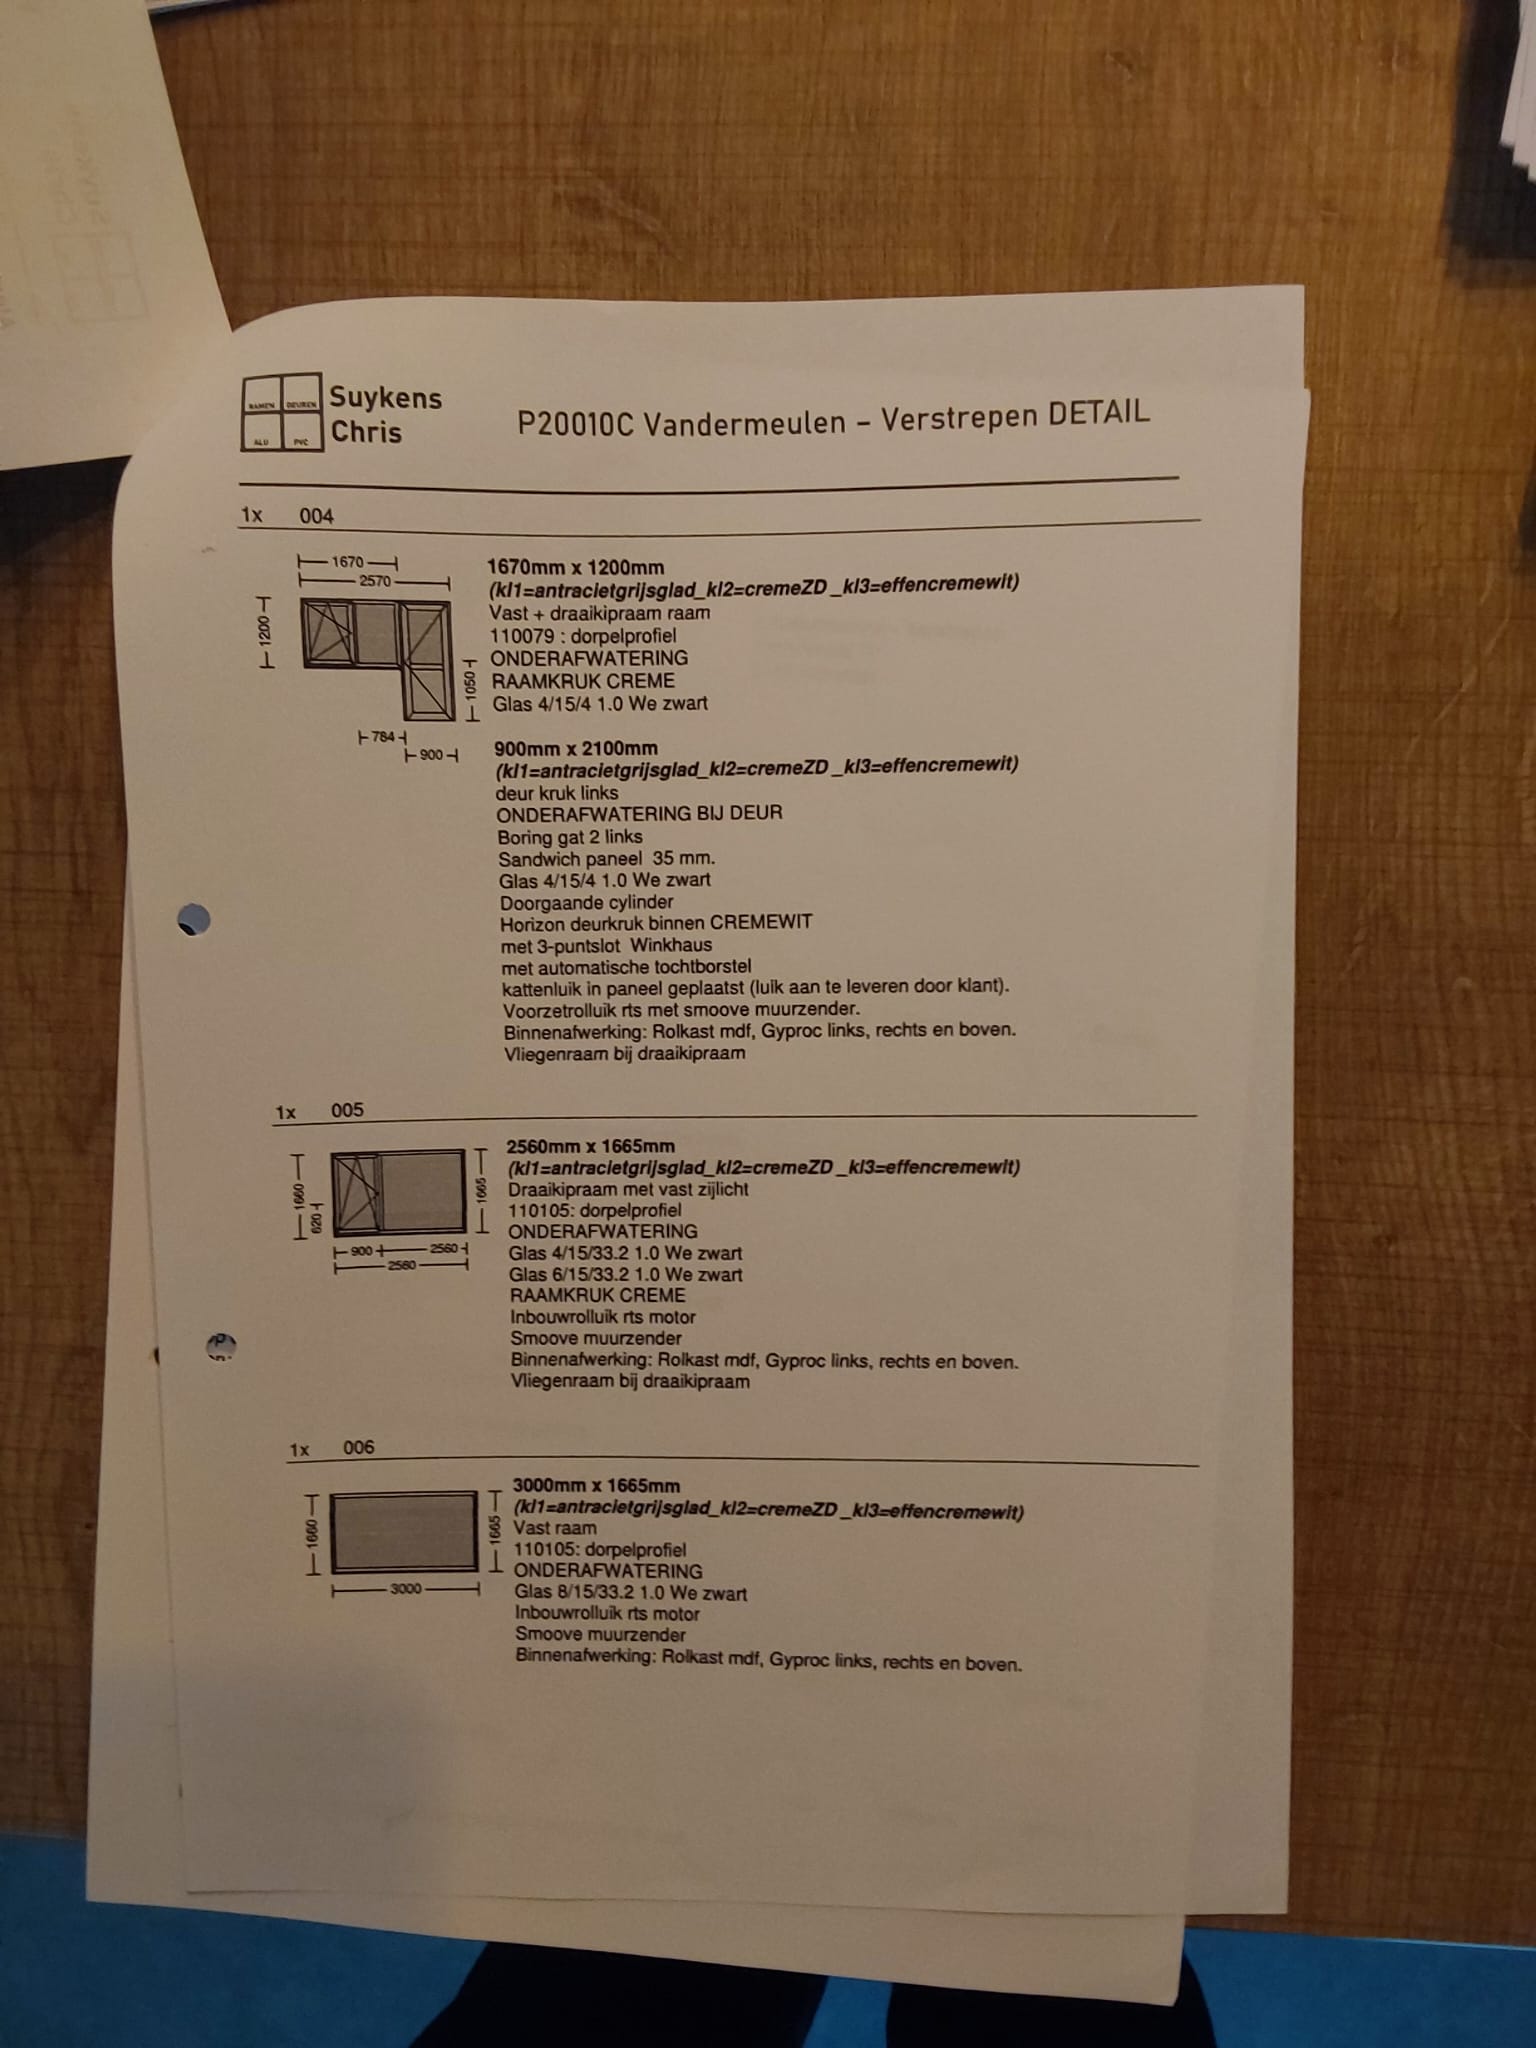 RAMEN DEUREN
ALU PVC
Suykens
Chris
P20010C Vandermeulen – Verstrepen DETAIL
1x 004
1670
2570
1200
1050
784
900
1670mm x 1200mm
(kl1=antracietgrijsglad_kl2=cremeZD _kl3=effencremewit)
Vast + draaikipraam raam
110079 : dorpelprofiel
ONDERAFWATERING
RAAMKRUK CREME
Glas 4/15/4 1.0 We zwart
900mm x 2100mm
(kl1=antracietgrijsglad_kl2=cremeZD _kl3=effencremewit)
deur kruk links
ONDERAFWATERING BIJ DEUR
Boring gat 2 links
Sandwich paneel 35 mm.
Glas 4/15/4 1.0 We zwart
Doorgaande cylinder
Horizon deurkruk binnen CREMEWIT
met 3-puntslot Winkhaus
met automatische tochtborstel
kattenluik in paneel geplaatst (luik aan te leveren door klant).
Voorzetrolluik rts met smoove muurzender.
Binnenafwerking: Rolkast mdf, Gyproc links, rechts en boven.
Vliegenraam bij draaikipraam
1x 005
1660
620
1665
900 2560
2560
2560mm x 1665mm
(kl1=antracietgrijsglad_kl2=cremeZD _kl3=effencremewit)
Draaikipraam met vast zijlicht
110105: dorpelprofiel
ONDERAFWATERING
Glas 4/15/33.2 1.0 We zwart
Glas 6/15/33.2 1.0 We zwart
RAAMKRUK CREME
Inbouwrolluik rts motor
Smoove muurzender
Binnenafwerking: Rolkast mdf, Gyproc links, rechts en boven.
Vliegenraam bij draaikipraam
1x 006
1660
1665
3000
3000mm x 1665mm
(kl1=antracietgrijsglad_kl2=cremeZD _kl3=effencremewit)
Vast raam
110105: dorpelprofiel
ONDERAFWATERING
Glas 8/15/33.2 1.0 We zwart
Inbouwrolluik rts motor
Smoove muurzender
Binnenafwerking: Rolkast mdf, Gyproc links, rechts en boven.